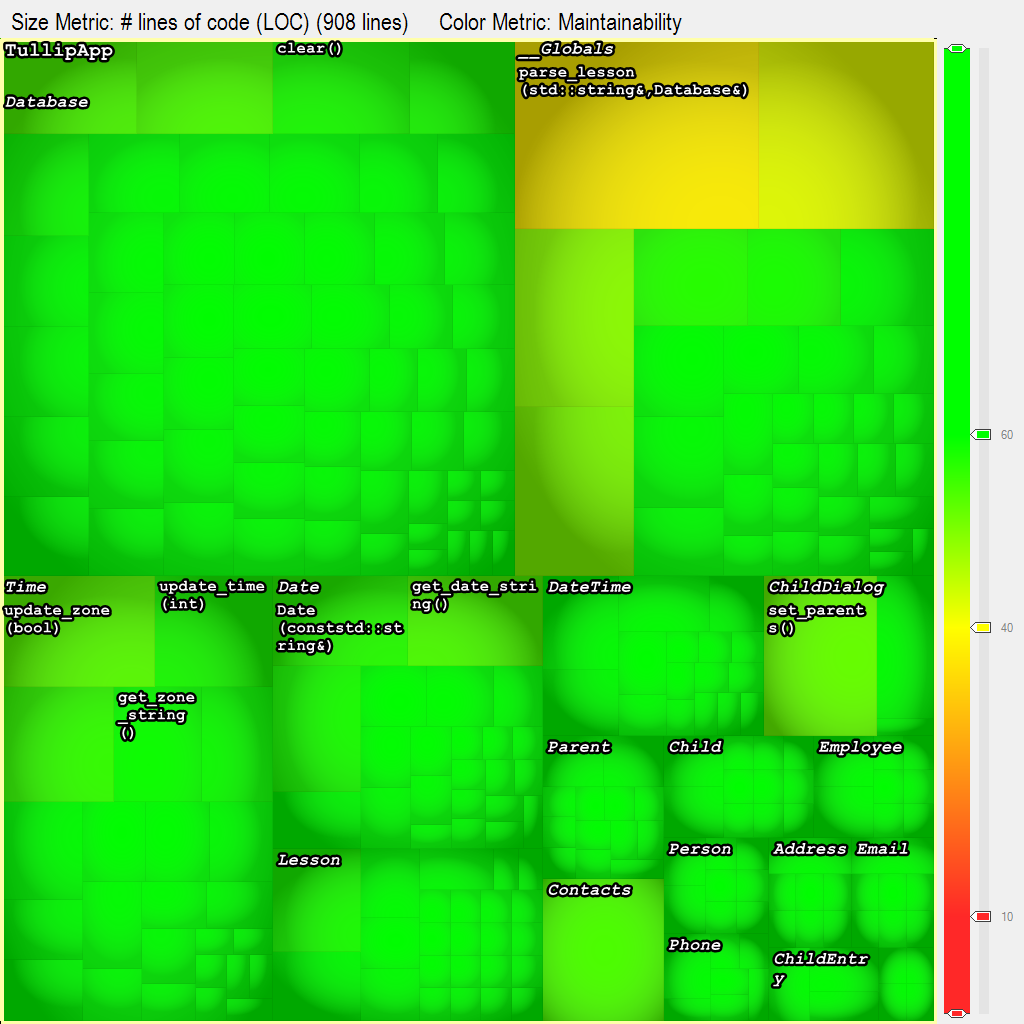 Size Metric: # lines of code (LOC) (908 lines) Color Metric: Maintainability
TullipApp
clear()
Database
__Globals
parse_lesson
(std::string&,Database&)
60
40
10
Time
update_zone
(bool)
update_time
(int)
get_zone
_string
()
Date
Date
(conststd::st
ring&)
get_date_stri
ng()
DateTime
ChildDialog
set_parent
s()
Parent
Child
Employee
Lesson
Contacts
Person
Address
Email
Phone
ChildEntr
y